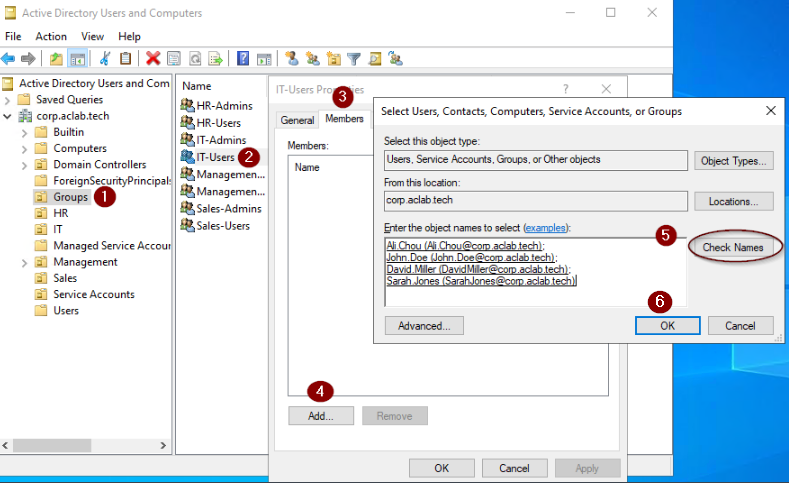 Active Directory Users and Computers
File Action View Help
Active Directory Users and Com
Saved Queries
corp.aclab.tech
Builtin
Computers
Domain Controllers
ForeignSecurityPrincipals
Groups
1
HR
IT
Managed Service Accour
Management
Sales
Service Accounts
Users
Name
HR-Admins
HR-Users
IT-Admins
IT-Users
2
Managemen...
Managemen...
Sales-Admins
Sales-Users
IT-Users Properties
?
3
General Members
Members:
Name
4
Add... Remove
OK Cancel Apply
Select Users, Contacts, Computers, Service Accounts, or Groups
Select this object type:
Users, Service Accounts, Groups, or Other objects
Object Types...
From this location:
corp.aclab.tech
Locations...
Enter the object names to select (examples):
5
Ali.Chou (Ali.Chou@corp.aclab.tech);
John.Doe (John.Doe@corp.aclab.tech);
David.Miller (DavidMiller@corp.aclab.tech);
Sarah.Jones (SarahJones@corp.aclab.tech)
Check Names
6
Advanced... OK Cancel